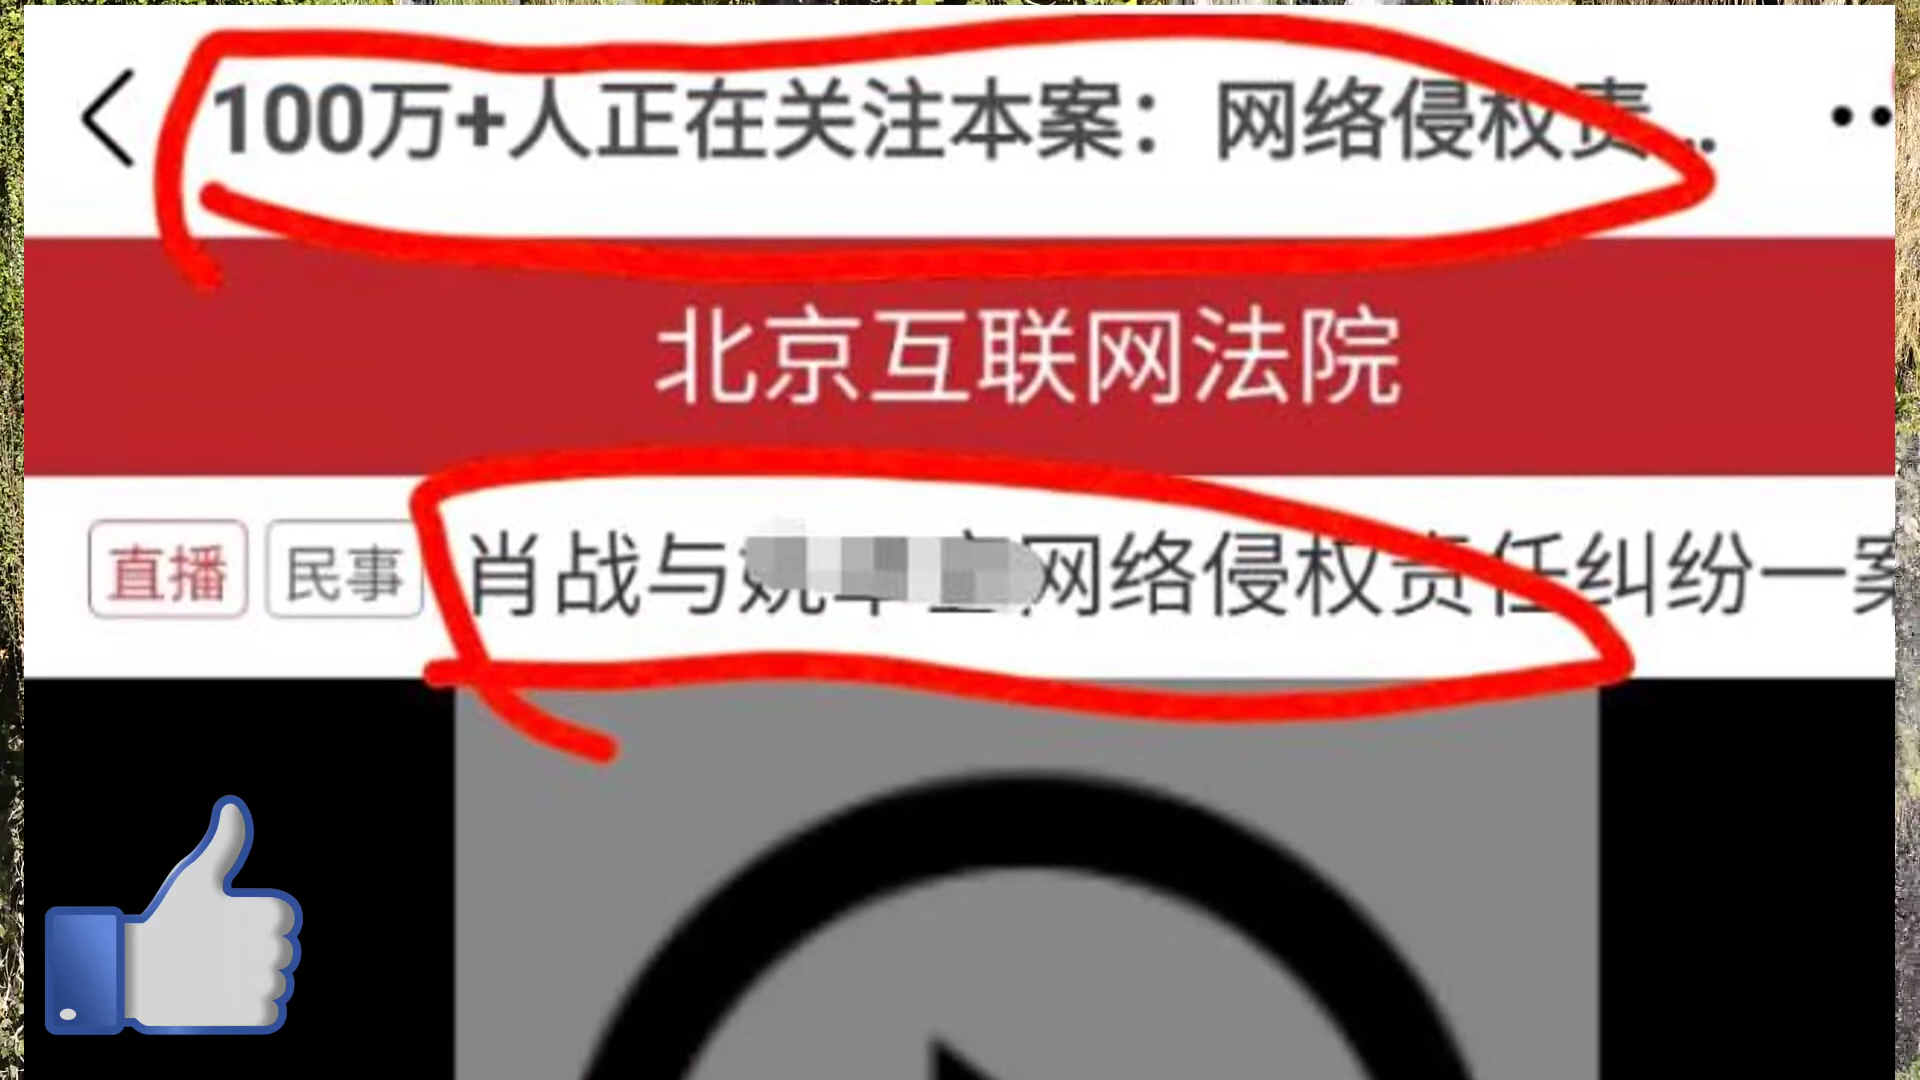 100万+人正在关注本案：网络侵权责...
北京互联网法院
直播 民事 肖战与 网络侵权责任纠纷一案